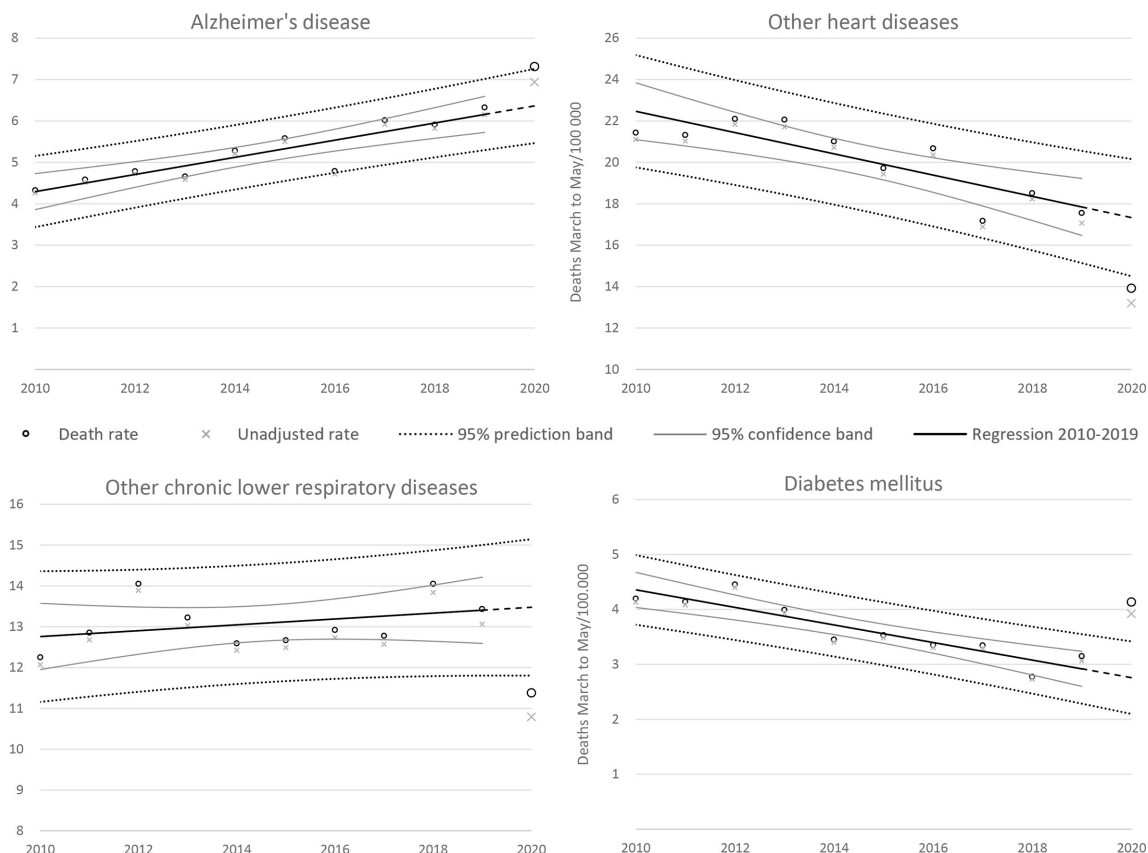 Alzheimer's disease
8
7
6
5
4
3
2
1
2010 2012 2014 2016 2018 2020
Other heart diseases
Deaths March to May/100 000
26
24
22
20
18
16
14
12
10
2010 2012 2014 2016 2018 2020
Death rate Unadjusted rate 95% prediction band 95% confidence band Regression 2010-2019
Other chronic lower respiratory diseases
16
15
14
13
12
11
10
9
8
2010 2012 2014 2016 2018 2020
Diabetes mellitus
Deaths March to May/100.000
6
5
4
3
2
1
2010 2012 2014 2016 2018 2020